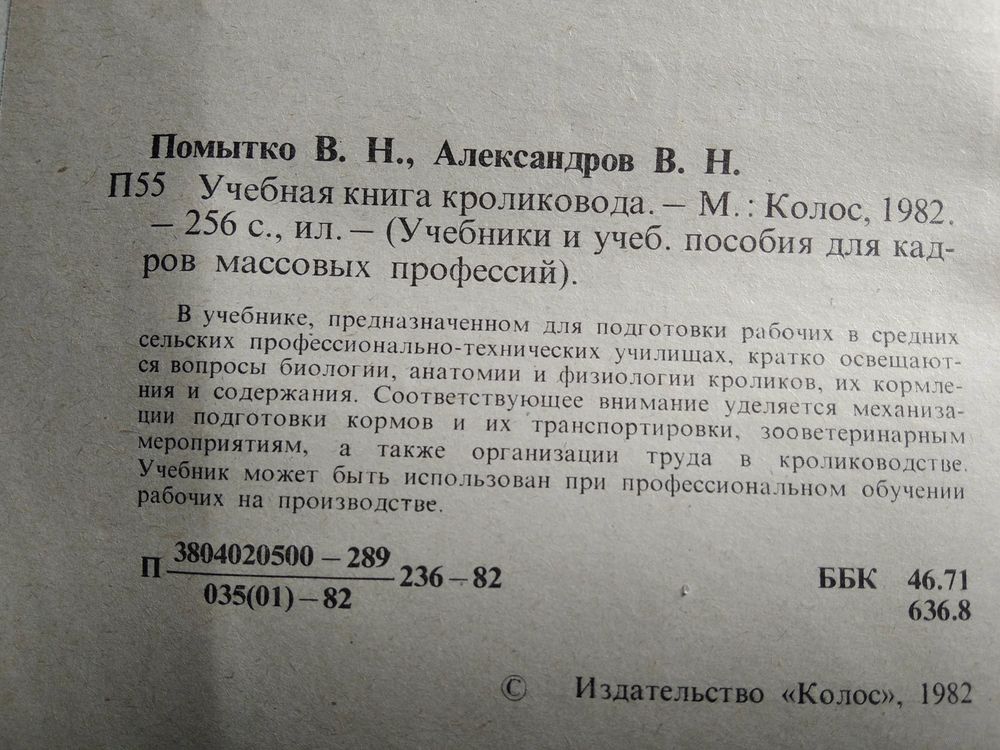 Помытко В. Н., Александров В. Н.
П55 Учебная книга кроликовода. — М. : Колос, 1982.
— 256 с., ил. — (Учебники и учеб. пособия для кад-
ров массовых профессий).
В учебнике, предназначенном для подготовки рабочих в средних
сельских профессионально-технических училищах, кратко освещают-
ся вопросы биологии, анатомии и физиологии кроликов, их кормле-
ния и содержания. Соответствующее внимание уделяется механиза-
ции подготовки кормов и их транспортировки, зооветеринарным
мероприятиям, а также организации труда в кролиководстве.
Учебник может быть использован при профессиональном обучении
рабочих на производстве.
П 3804020500 — 289
035(01) — 82
236 — 82
ББК 46.71
636.8
© Издательство «Колос», 1982